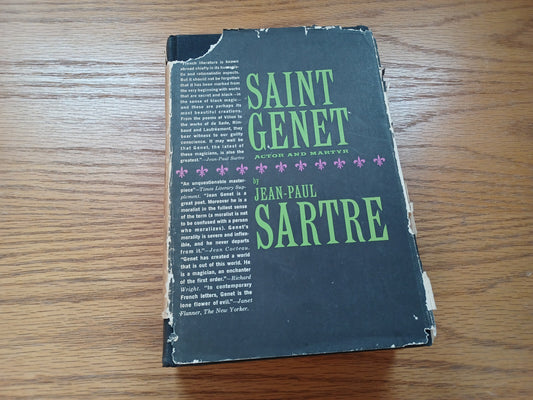 "French literature is known
abroad chiefly in its human-
istic and rationalistic aspects.
But it should not be forgotten
that it has been marked from
the very beginning with works
that are secret and black—in
the sense of black magic—
and these are perhaps its
most beautiful creations.
From the poems of Villon to
the works of de Sade, Rim-
baud and Lautréamont, they
bear witness to our guilty
conscience. It may well be
that Genet, the latest of
these magicians, is also the
greatest."—Jean-Paul Sartre
SAINT
GENET
ACTOR AND MARTYR
by
JEAN-PAUL
SARTRE
"An unquestionable master-
piece"—Times Literary Sup-
plement. "Jean Genet is a
great poet. Moreover he is a
moralist in the fullest sense
of the term (a moralist is not
to be confused with a person
who moralizes). Genet's
morality is severe and inflex-
ible, and he never departs
from it."—Jean Cocteau.
"Genet has created a world
that is out of this world. He
is a magician, an enchanter
of the first order."—Richard
Wright. "In contemporary
French letters, Genet is the
lone flower of evil."—Janet
Flanner, The New Yorker.